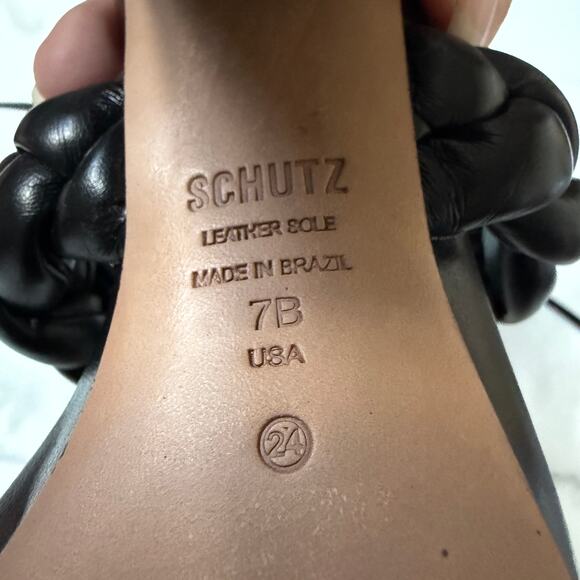 SCHUTZ
LEATHER SOLE
MADE IN BRAZIL
7B
USA
24